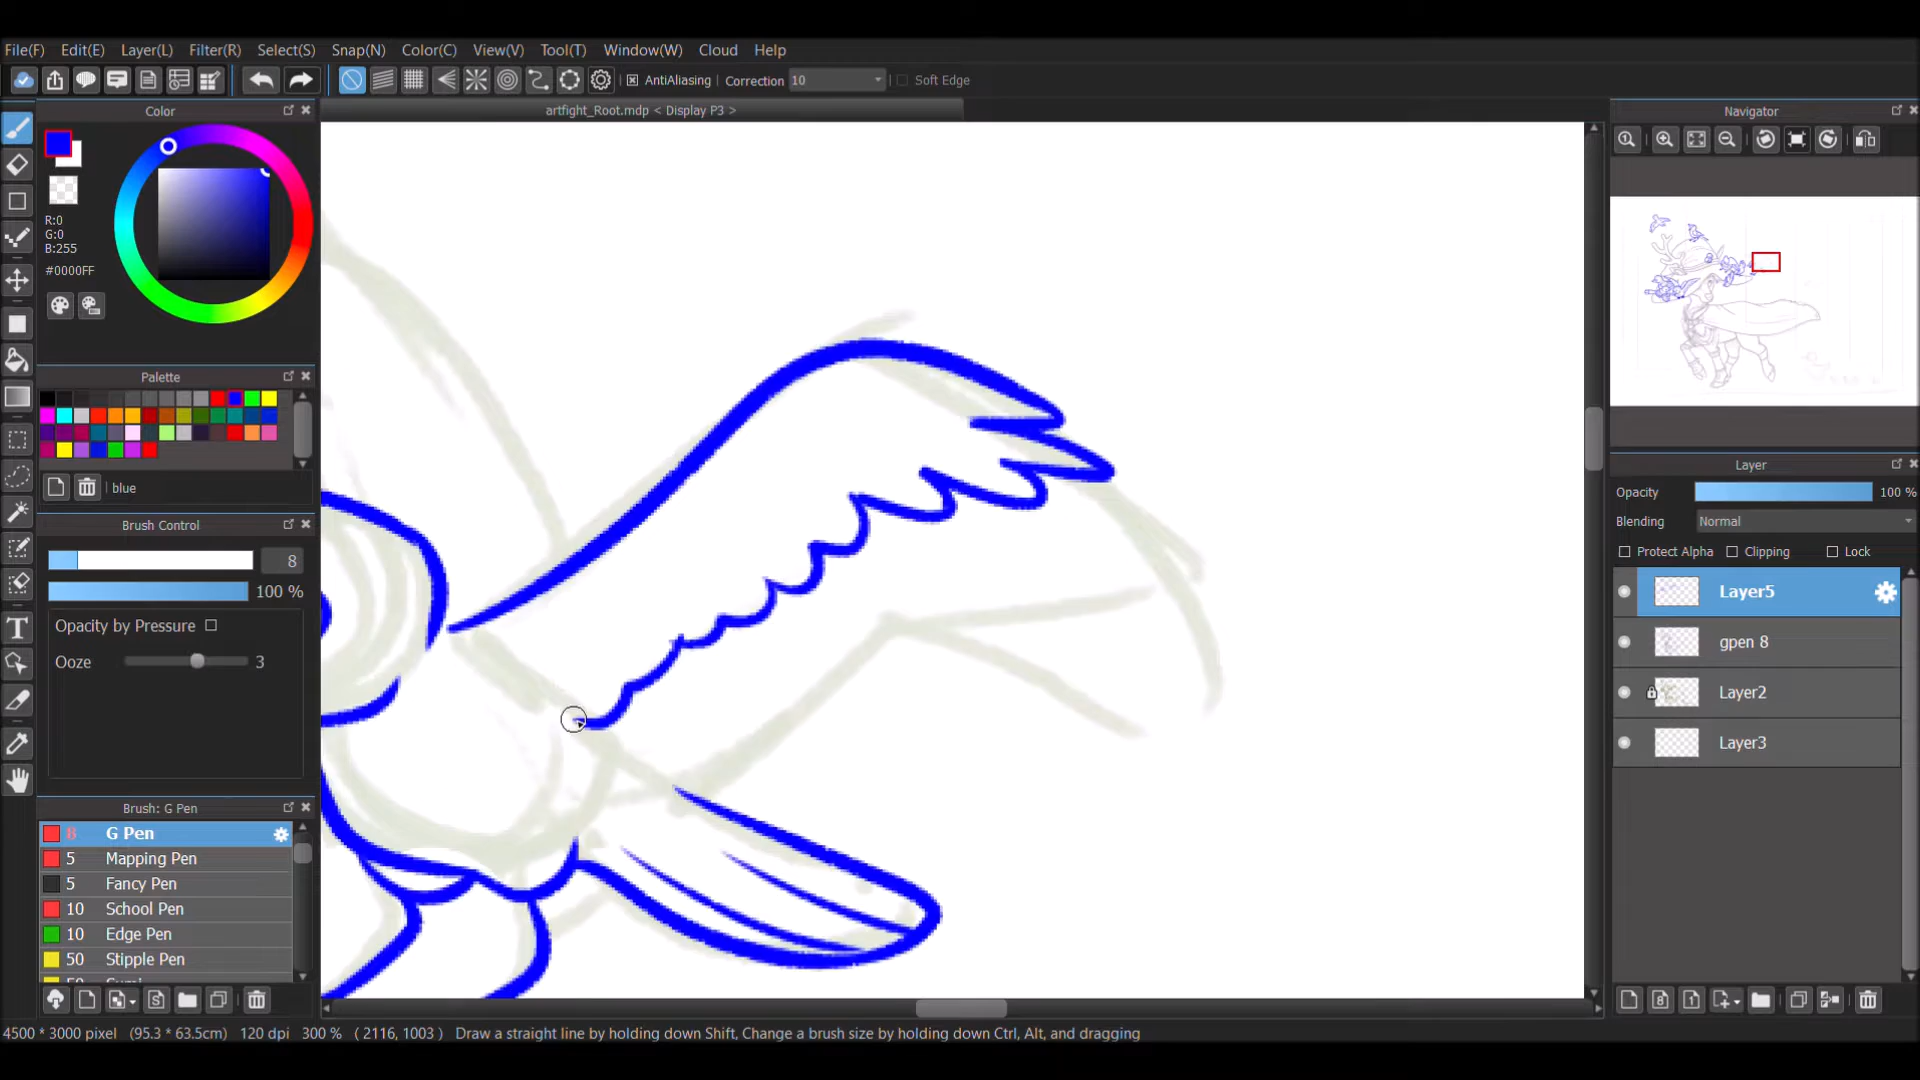 File(F) Edit(E) Layer(L) Filter(R) Select(S) Snap(N) Color(C) View(V) Tool(T) Window(W) Cloud Help
AntiAliasing Correction 10 Soft Edge
Color
artfight_Root.mdp < Display P3 >
Navigator
R:0
G:0
B:255
#0000FF
Palette
blue
Brush Control
8
100 %
Opacity by Pressure
Ooze 3
Brush: G Pen
8 G Pen
5 Mapping Pen
5 Fancy Pen
10 School Pen
10 Edge Pen
50 Stipple Pen
Layer
Opacity 100 %
Blending Normal
Protect Alpha Clipping Lock
Layer5
gpen 8
Layer2
Layer3
4500 * 3000 pixel (95.3 * 63.5cm) 120 dpi 300 % ( 2116, 1003 ) Draw a straight line by holding down Shift, Change a brush size by holding down Ctrl, Alt, and dragging